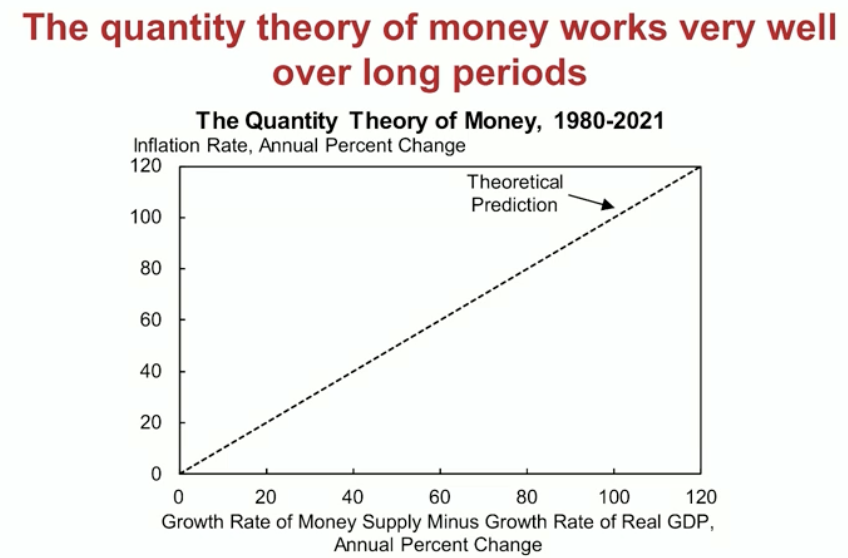 The quantity theory of money works very well
over long periods
The Quantity Theory of Money, 1980-2021
Inflation Rate, Annual Percent Change
120
Theoretical
Prediction
100
80
60
40
20
0
0 20 40 60 80 100 120
Growth Rate of Money Supply Minus Growth Rate of Real GDP,
Annual Percent Change